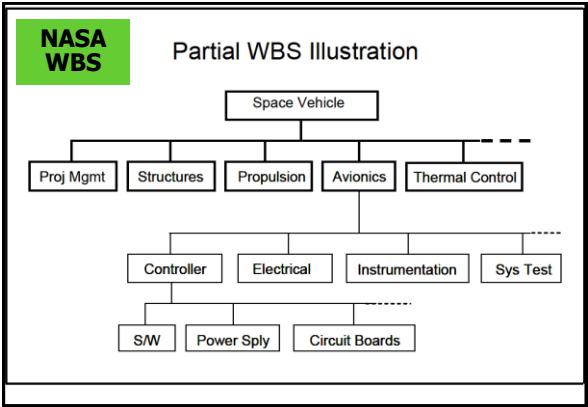 NASA
WBS
Partial WBS Illustration
Space Vehicle
Proj Mgmt
Structures
Propulsion
Avionics
Thermal Control
Controller
Electrical
Instrumentation
Sys Test
S/W
Power Sply
Circuit Boards